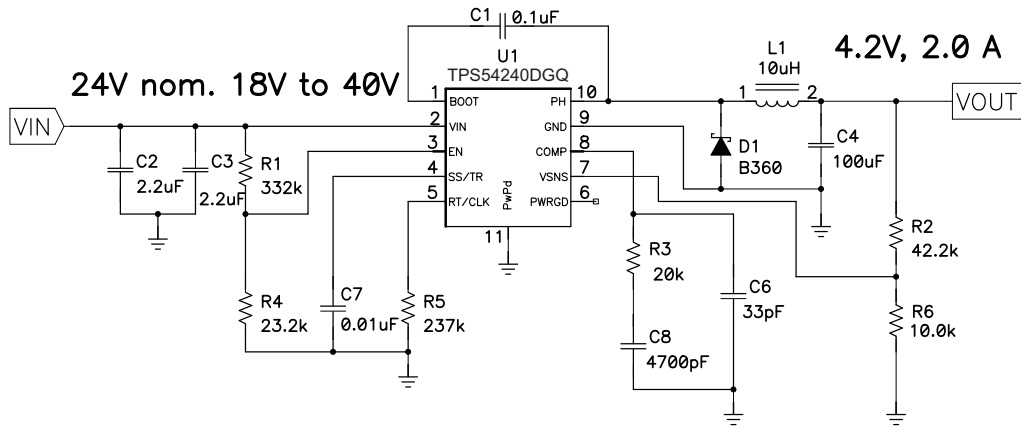 C1
0.1uF
U1
TPS54240DGQ
24V nom. 18V to 40V
4.2V, 2.0 A
L1
10uH
VIN
VOUT
1 BOOT
2 VIN
3 EN
4 SS/TR
5 RT/CLK
PH 10
GND 9
COMP 8
VSNS 7
PWRGD 6
PwPd
11
1 2
C2
2.2uF
C3
2.2uF
R1
332k
D1
B360
C4
100uF
R2
42.2k
R3
20k
C6
33pF
R4
23.2k
C7
0.01uF
R5
237k
C8
4700pF
R6
10.0k